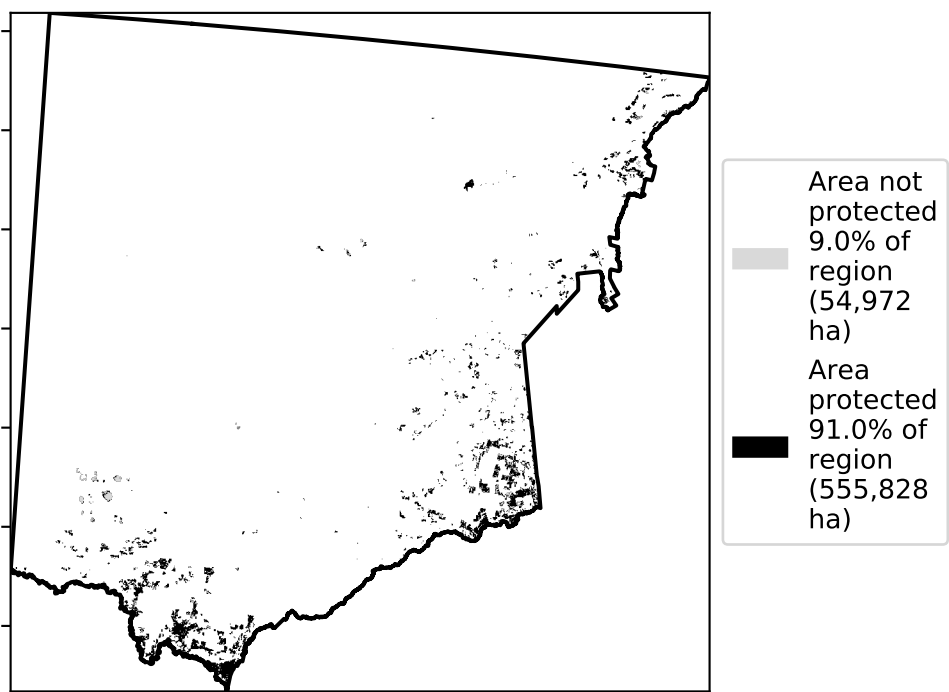 Area not
protected
9.0% of
region
(54,972
ha)
Area
protected
91.0% of
region
(555,828
ha)